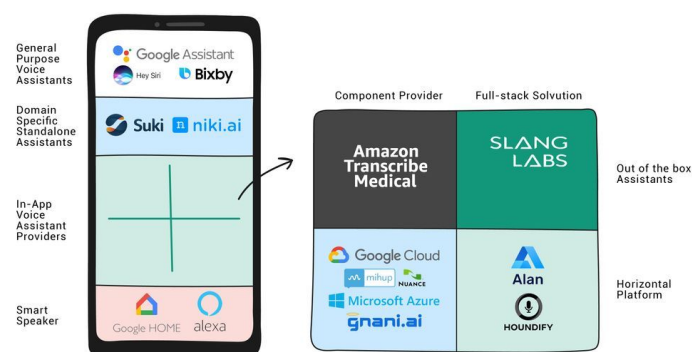 General
Purpose
Voice
Assistants
Google Assistant
Hey Siri
Bixby
Domain
Specific
Standalone
Assistants
Suki
n niki.ai
In-App
Voice
Assistant
Providers
Smart
Speaker
Google HOME
alexa
Component Provider
Full-stack Solvution
Amazon
Transcribe
Medical
SLANG
LABS
Out of the box
Assistants
Google Cloud
mihup
NUANCE
Microsoft Azure
gnani.ai
Alan
HOUNDIFY
Horizontal
Platform